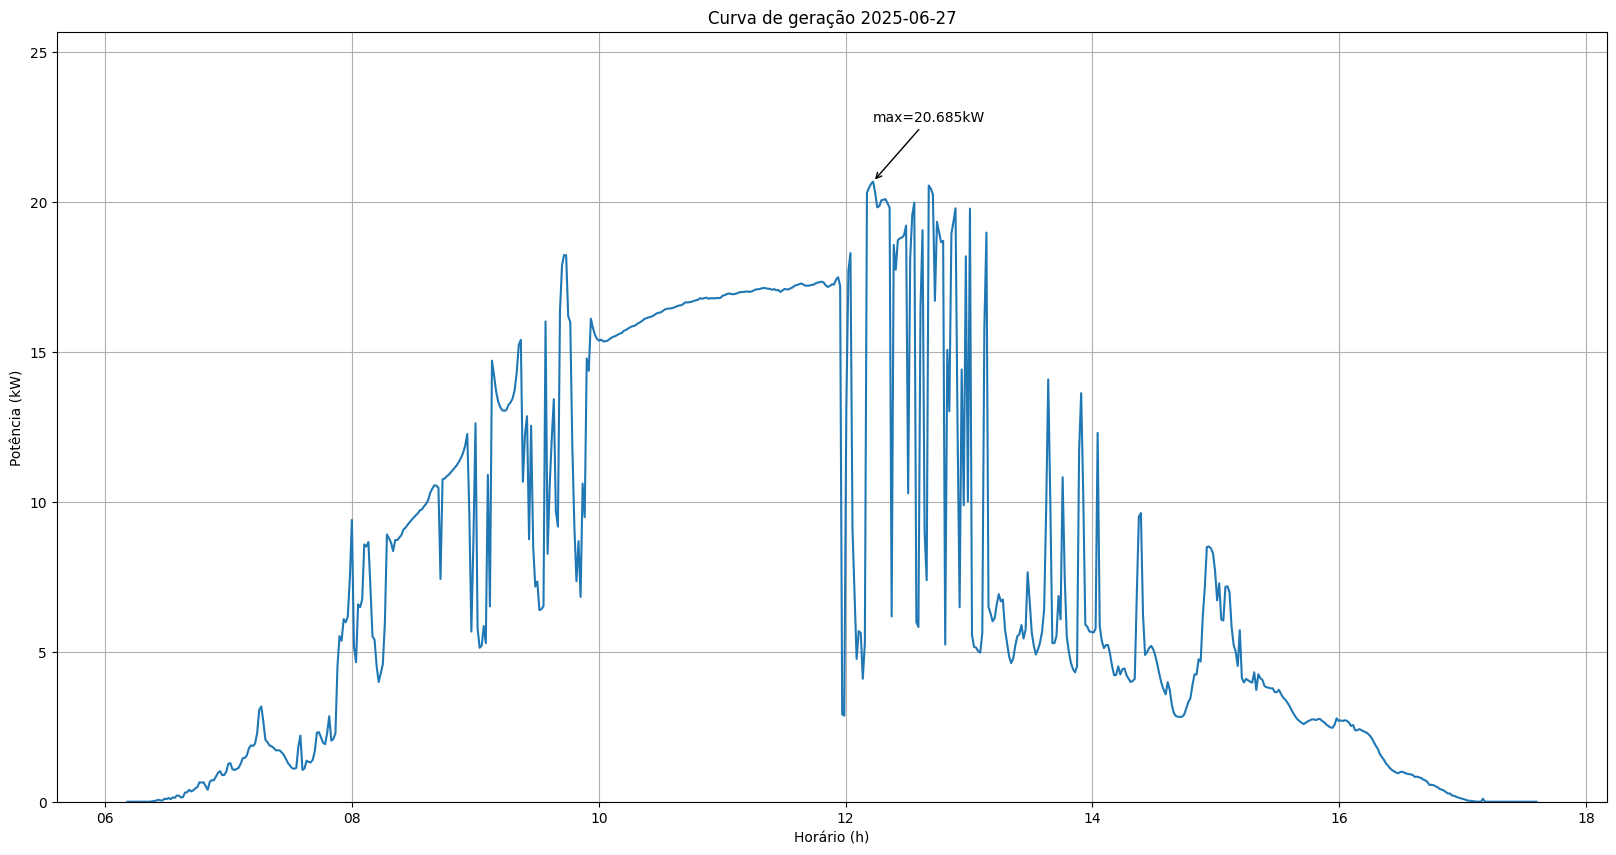 Curva de geração 2025-06-27
25
max=20.685kW
20
15
Potência (kW)
10
5
0
06 08 10 12 14 16 18
Horário (h)